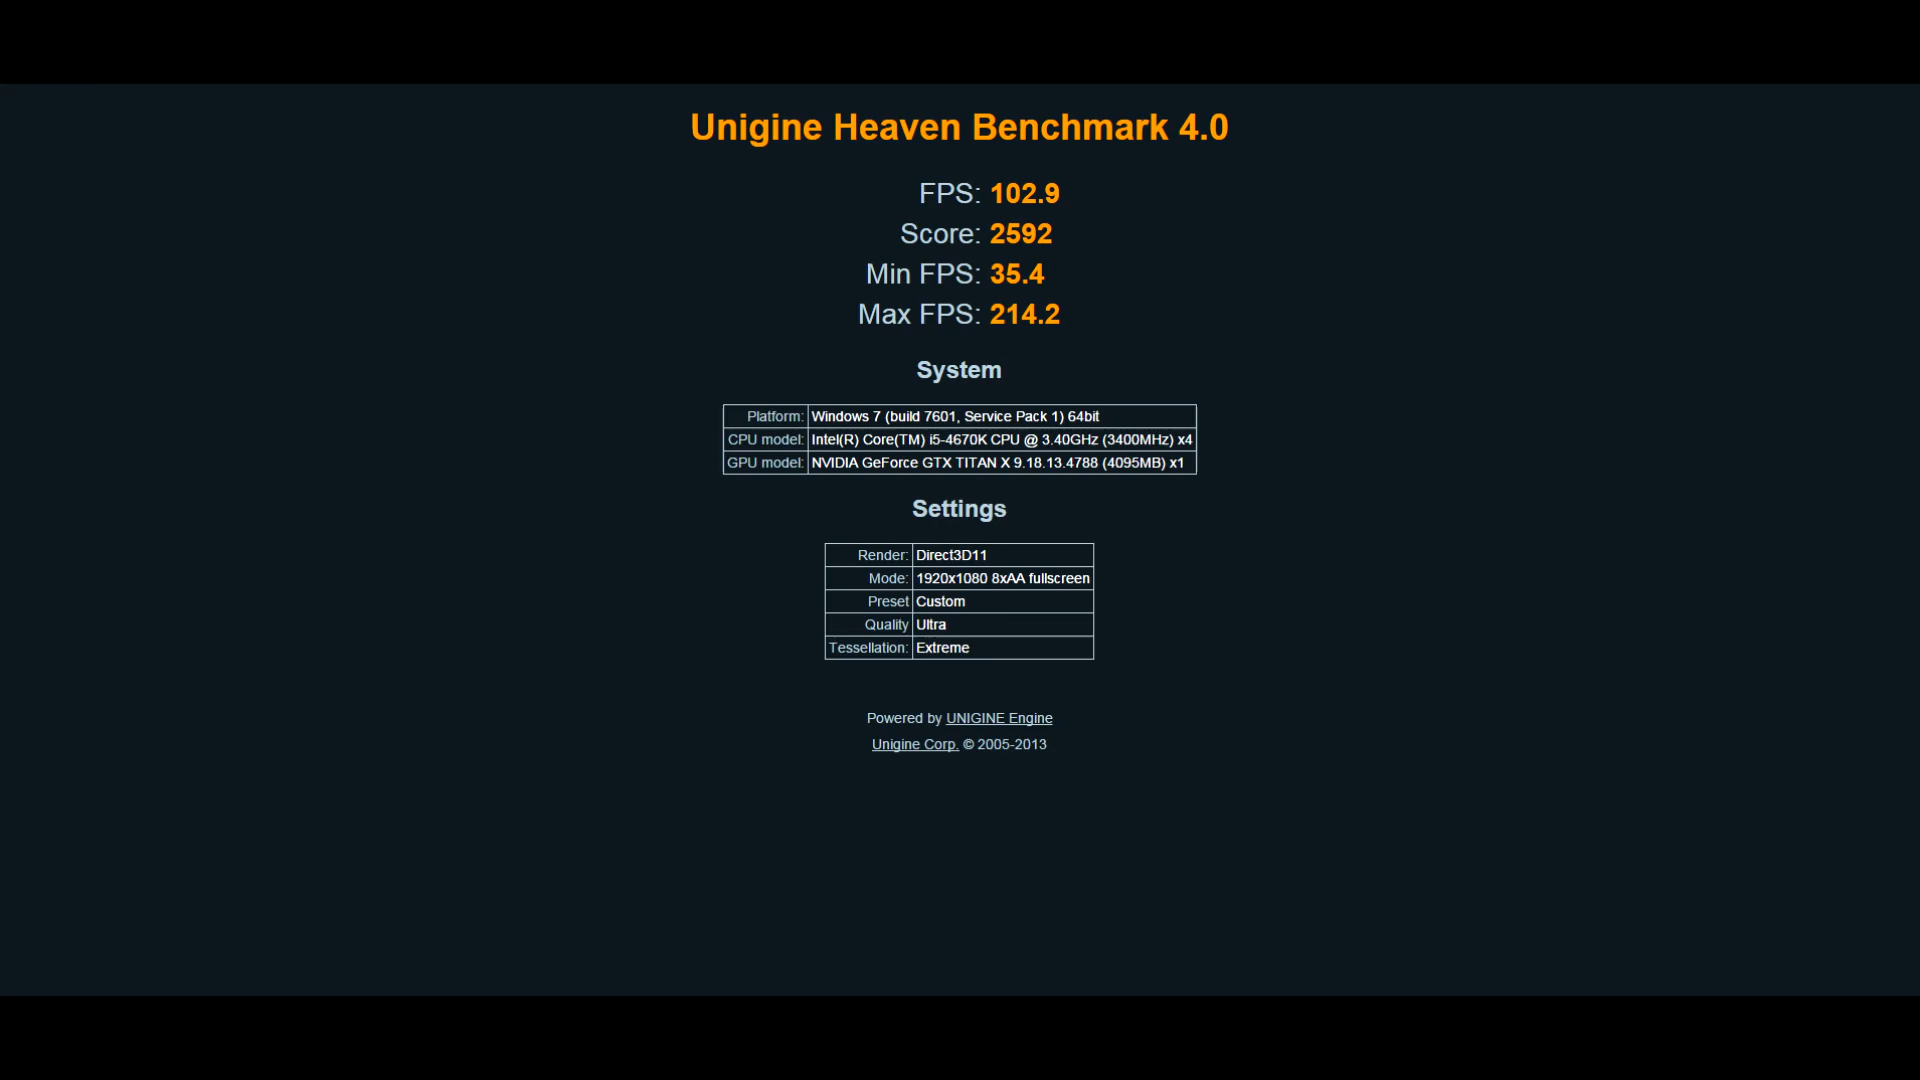 Unigine Heaven Benchmark 4.0
FPS: 102.9
Score: 2592
Min FPS: 35.4
Max FPS: 214.2
System
Platform: Windows 7 (build 7601, Service Pack 1) 64bit
CPU model: Intel(R) Core(TM) i5-4670K CPU @ 3.40GHz (3400MHz) x4
GPU model: NVIDIA GeForce GTX TITAN X 9.18.13.4788 (4095MB) x1
Settings
Render: Direct3D11
Mode: 1920x1080 8xAA fullscreen
Preset Custom
Quality Ultra
Tessellation: Extreme
Powered by UNIGINE Engine
Unigine Corp. © 2005-2013